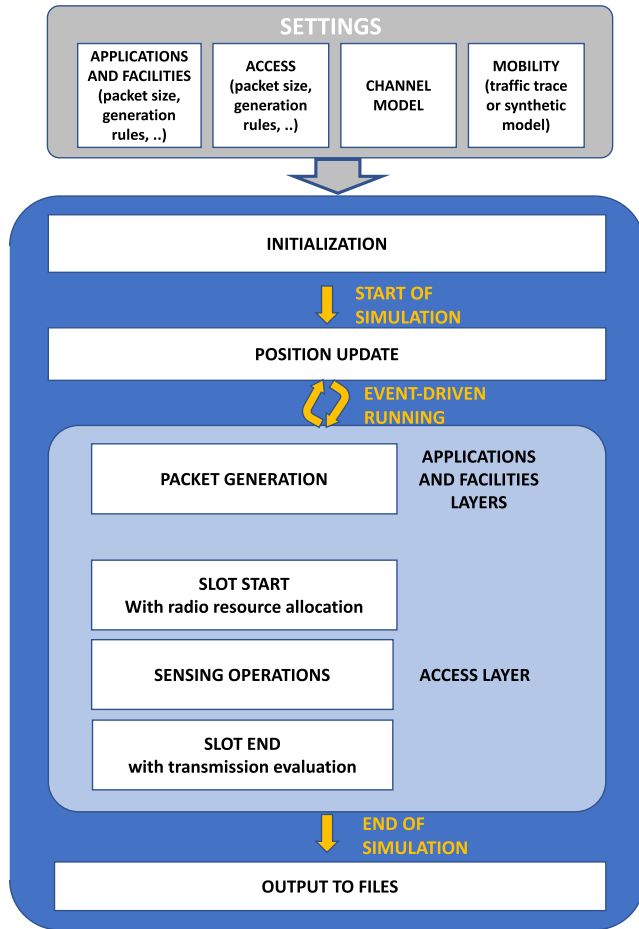 SETTINGS
APPLICATIONS
AND FACILITIES
(packet size,
generation
rules, ..)
ACCESS
(packet size,
generation
rules, ..)
CHANNEL
MODEL
MOBILITY
(traffic trace
or synthetic
model)
INITIALIZATION
START OF
SIMULATION
POSITION UPDATE
EVENT-DRIVEN
RUNNING
PACKET GENERATION
APPLICATIONS
AND FACILITIES
LAYERS
SLOT START
With radio resource allocation
SENSING OPERATIONS
ACCESS LAYER
SLOT END
with transmission evaluation
END OF
SIMULATION
OUTPUT TO FILES